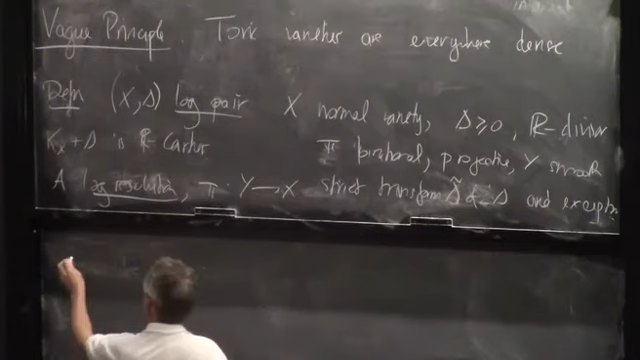 Vague Principle. Toric varieties are everywhere dense
Defn (X, Δ) log pair X normal variety, Δ ≥ 0, ℝ-divisor
K_X + Δ is ℝ-Cartier π birational, projective, Y smooth
A log resolution, π: Y → X strict transform Δ̃ of Δ and exceptio